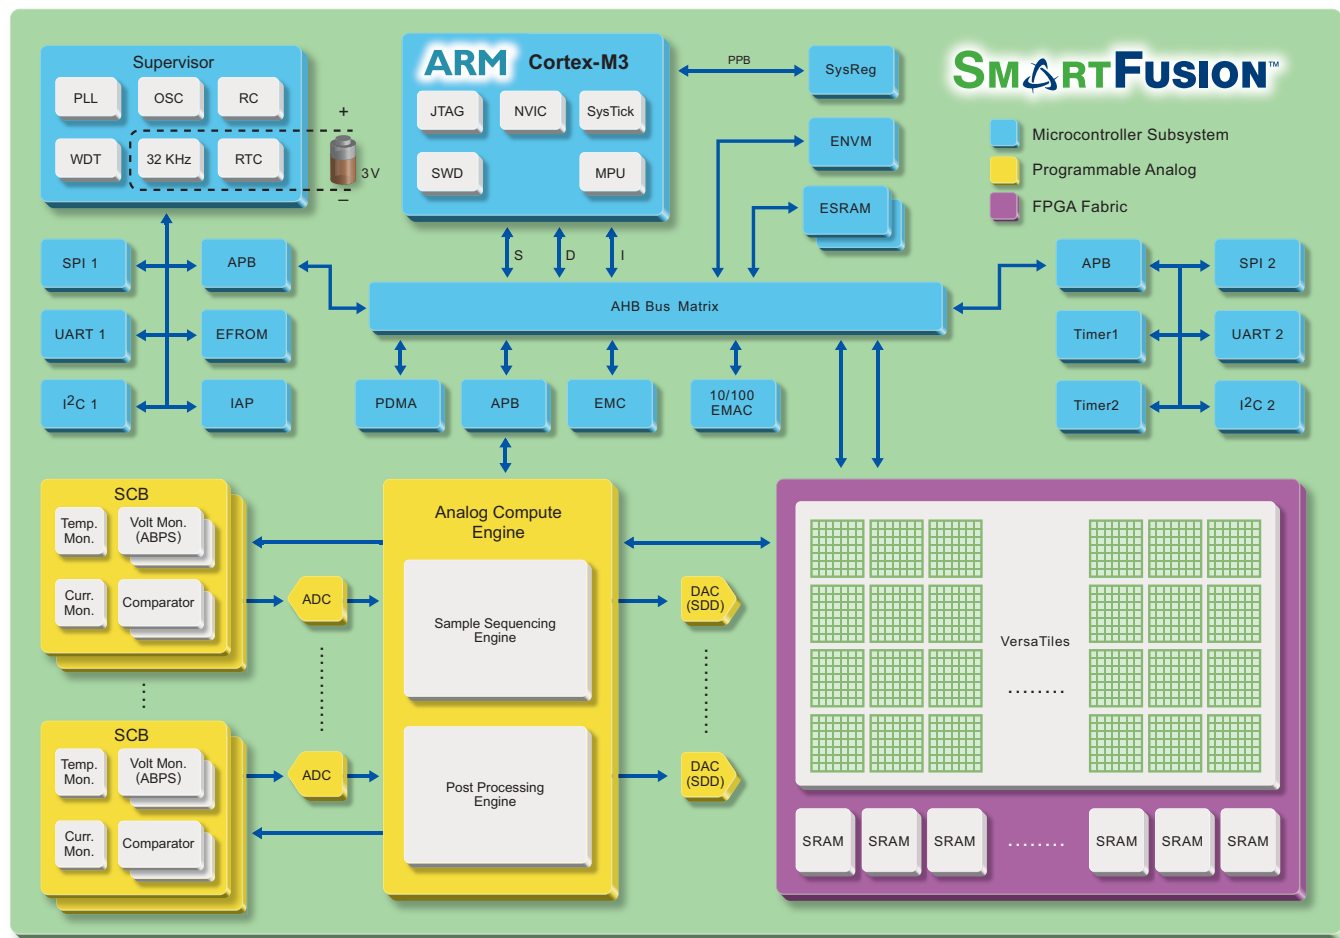 Supervisor
PLL
OSC
RC
WDT
32 KHz
RTC
+
3V
–
ARM Cortex-M3
JTAG
NVIC
SysTick
SWD
MPU
PPB
SysReg
ENVM
ESRAM
SMARTFUSION™
Microcontroller Subsystem
Programmable Analog
FPGA Fabric
S
D
I
SPI 1
APB
UART 1
EFROM
I²C 1
IAP
AHB Bus Matrix
PDMA
APB
EMC
10/100
EMAC
APB
SPI 2
Timer1
UART 2
Timer2
I²C 2
SCB
Temp.
Mon.
Volt Mon.
(ABPS)
Curr.
Mon.
Comparator
ADC
SCB
Temp.
Mon.
Volt Mon.
(ABPS)
Curr.
Mon.
Comparator
ADC
Analog Compute
Engine
Sample Sequencing
Engine
Post Processing
Engine
DAC
(SDD)
DAC
(SDD)
VersaTiles
........
SRAM
SRAM
SRAM
........
SRAM
SRAM
SRAM